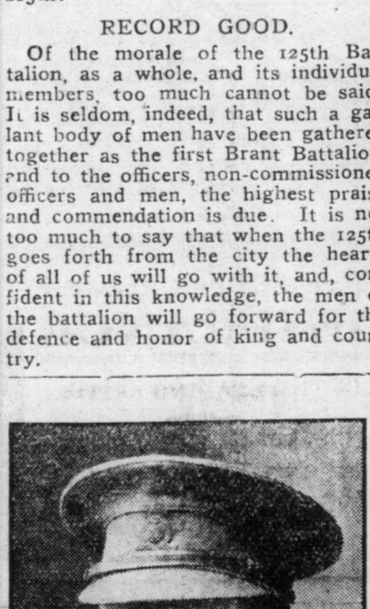 RECORD GOOD.
Of the morale of the 125th Ba
talion, as a whole, and its individu
members, too much cannot be said
It is seldom, indeed, that such a ga
lant body of men have been gathere
together as the first Brant Battalio
and to the officers, non-commissione
officers and men, the highest prais
and commendation is due. It is no
too much to say that when the 125t
goes forth from the city the hear
of all of us will go with it, and, con
fident in this knowledge, the men o
the battalion will go forward for th
defence and honor of king and coun
try.